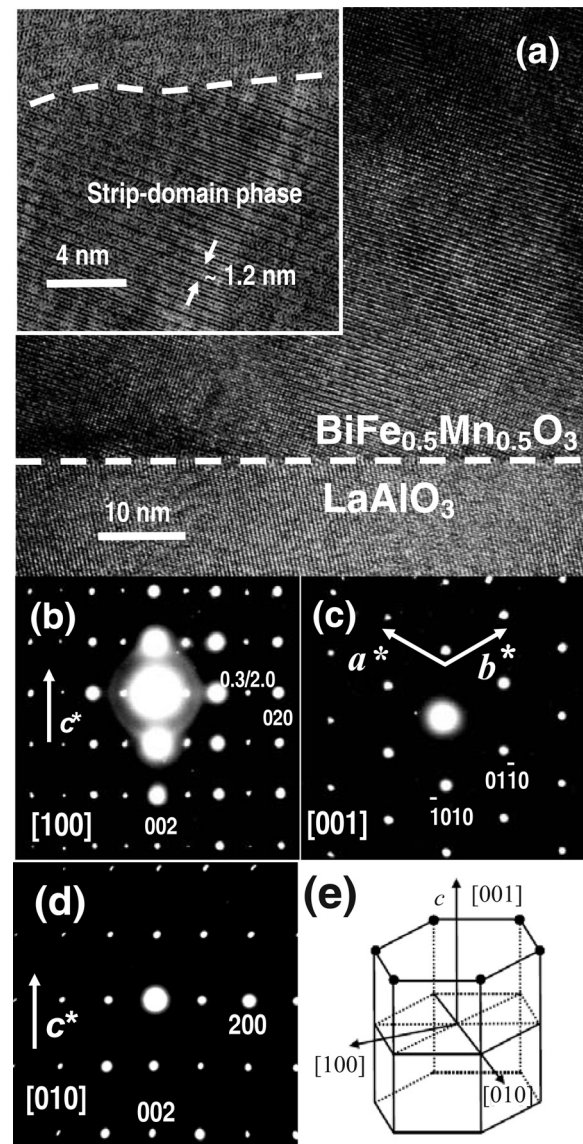 (a)
Strip-domain phase
4 nm
~ 1.2 nm
BiFe0.5Mn0.5O3
LaAlO3
10 nm
(b)
0.3/2.0
c*
020
[100]
002
(c)
a*
b*
01̄10
1̄010
[001]
(d)
c*
200
[010]
002
(e)
c
[001]
[100]
[010]